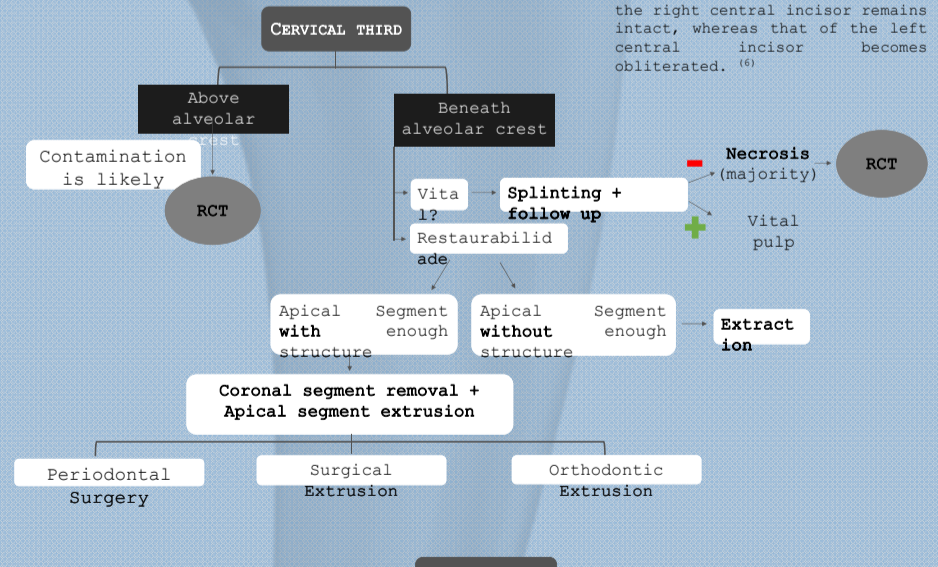 the right central incisor remains
intact, whereas that of the left
central incisor becomes
obliterated. (6)
CERVICAL THIRD
Above
alveolar
crest
Beneath
alveolar crest
Contamination
is likely
RCT
Vita
l?
Splinting +
follow up
Necrosis
(majority)
RCT
Vital
pulp
Restaurabilid
ade
Apical Segment
with enough
structure
Apical Segment
without enough
structure
Extract
ion
Coronal segment removal +
Apical segment extrusion
Periodontal
Surgery
Surgical
Extrusion
Orthodontic
Extrusion